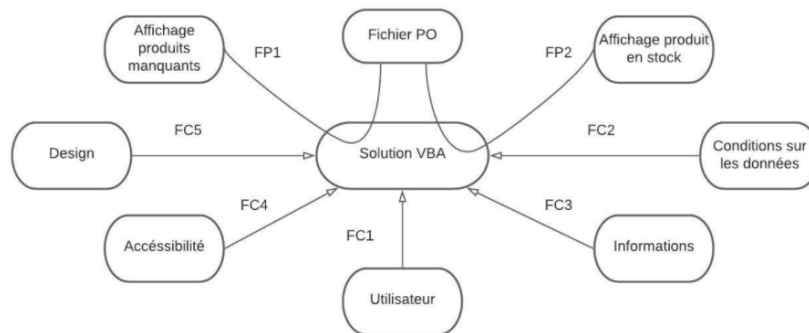 Affichage
produits
manquants
FP1
Fichier PO
FP2
Affichage produit
en stock
Design
FC5
Solution VBA
FC2
Conditions sur
les données
Accéssibilité
FC4
FC1
FC3
Informations
Utilisateur